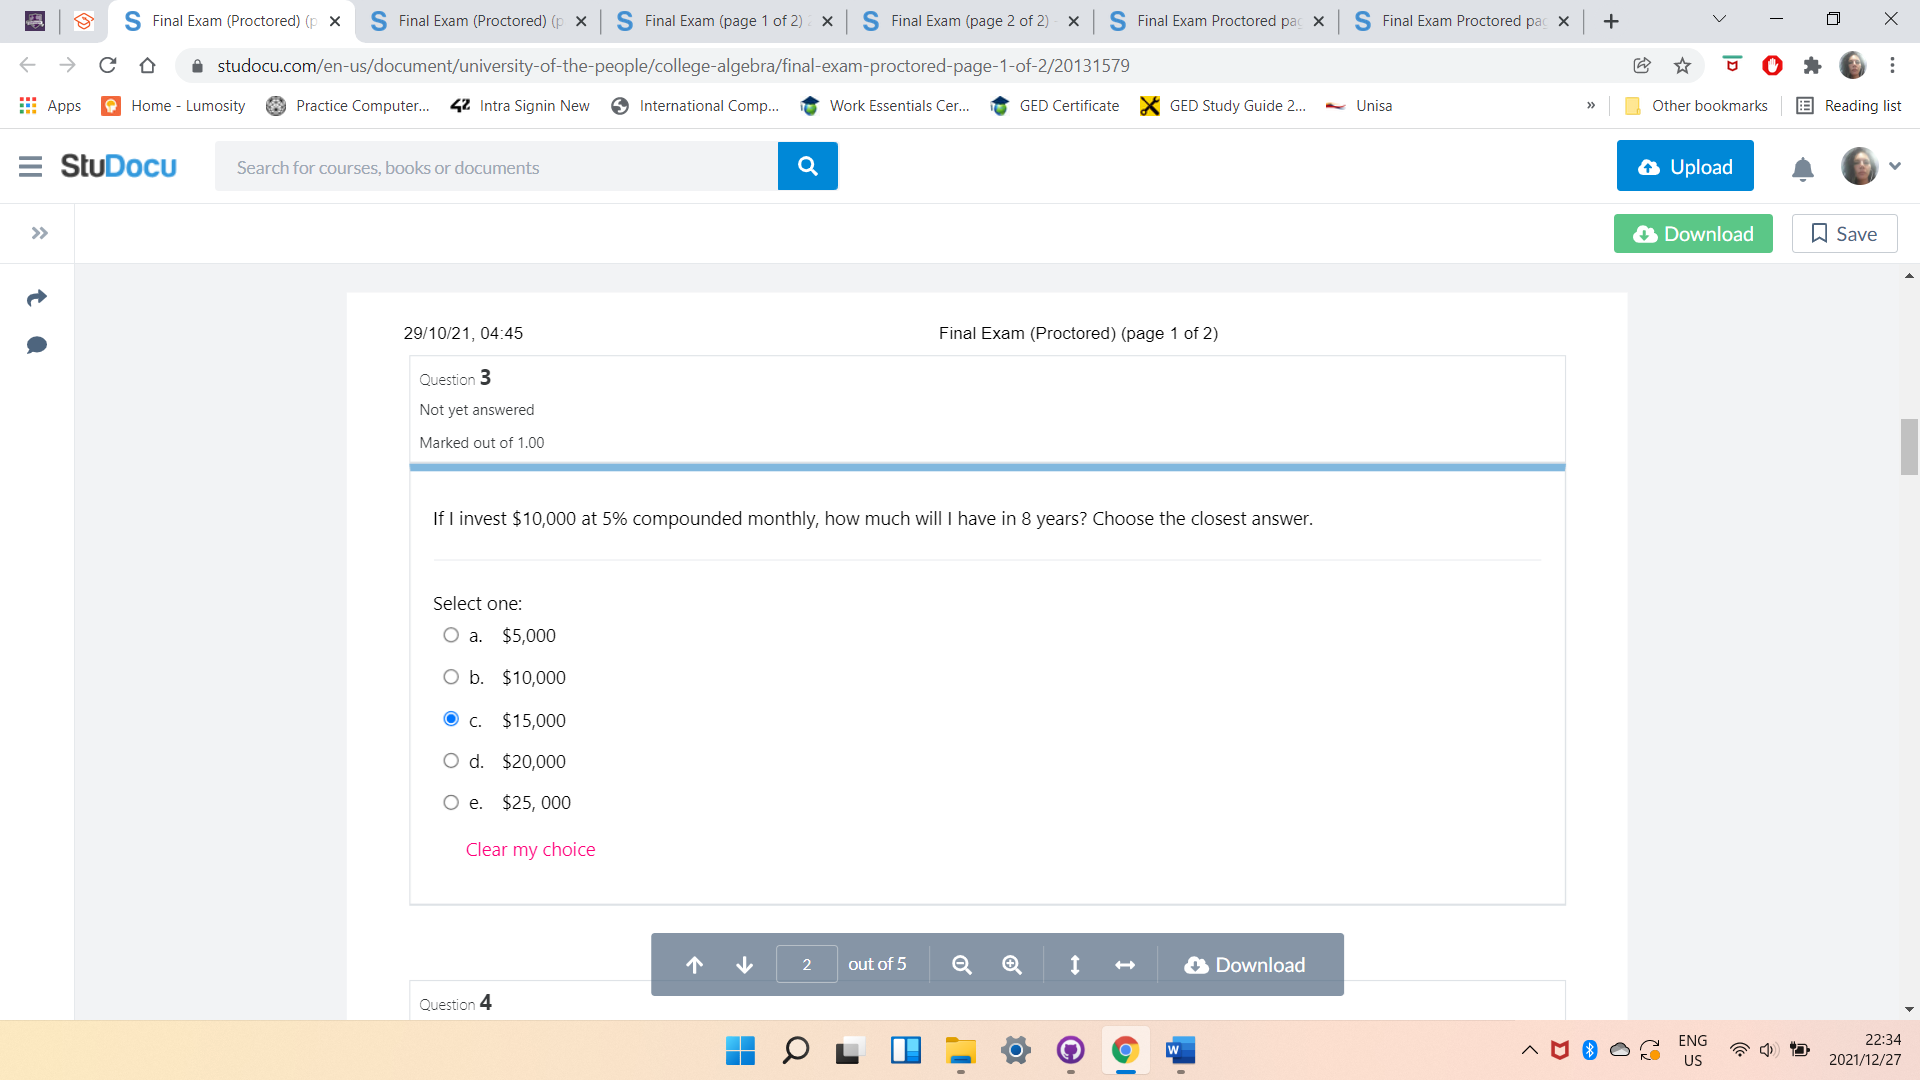 Final Exam (Proctored) (p
Final Exam (Proctored) (p
Final Exam (page 1 of 2)
Final Exam (page 2 of 2) -
Final Exam Proctored pag
Final Exam Proctored pag
studocu.com/en-us/document/university-of-the-people/college-algebra/final-exam-proctored-page-1-of-2/20131579
Apps
Home - Lumosity
Practice Computer...
42
Intra Signin New
International Comp...
Work Essentials Cer...
GED Certificate
GED Study Guide 2...
Unisa
»
Other bookmarks
Reading list
StuDocu
Search for courses, books or documents
Upload
Download
Save
29/10/21, 04:45
Final Exam (Proctored) (page 1 of 2)
Question 3
Not yet answered
Marked out of 1.00
If I invest $10,000 at 5% compounded monthly, how much will I have in 8 years? Choose the closest answer.
Select one:
a. $5,000
b. $10,000
c. $15,000
d. $20,000
e. $25, 000
Clear my choice
2 out of 5
Download
Question 4
ENG
US
22:34
2021/12/27